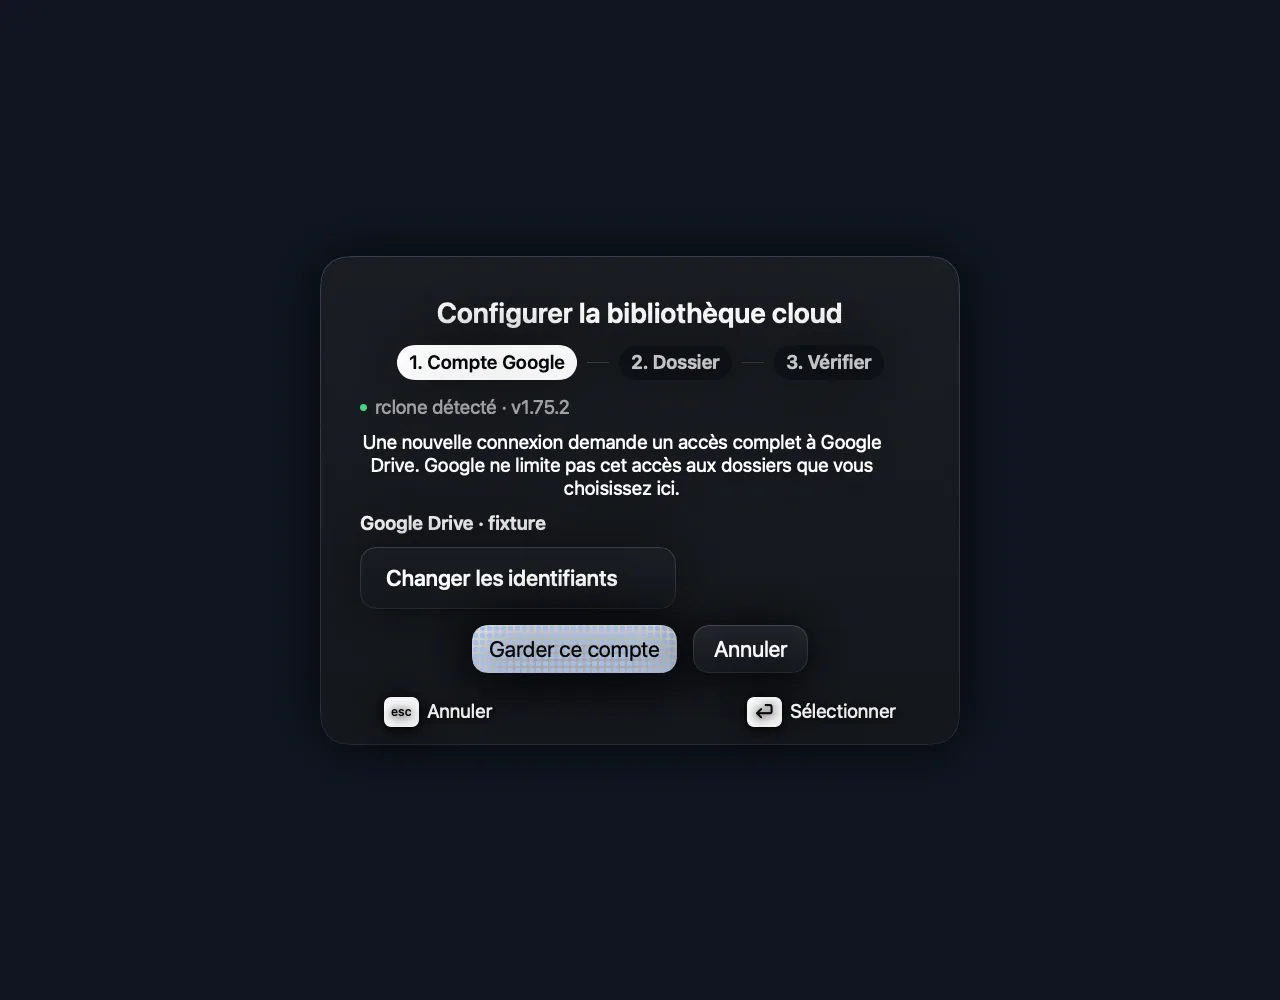 Configurer la bibliothèque cloud
1. Compte Google 2. Dossier 3. Vérifier
rclone détecté · v1.75.2
Une nouvelle connexion demande un accès complet à Google
Drive. Google ne limite pas cet accès aux dossiers que vous
choisissez ici.
Google Drive · fixture
Changer les identifiants
Garder ce compte Annuler
esc Annuler Sélectionner